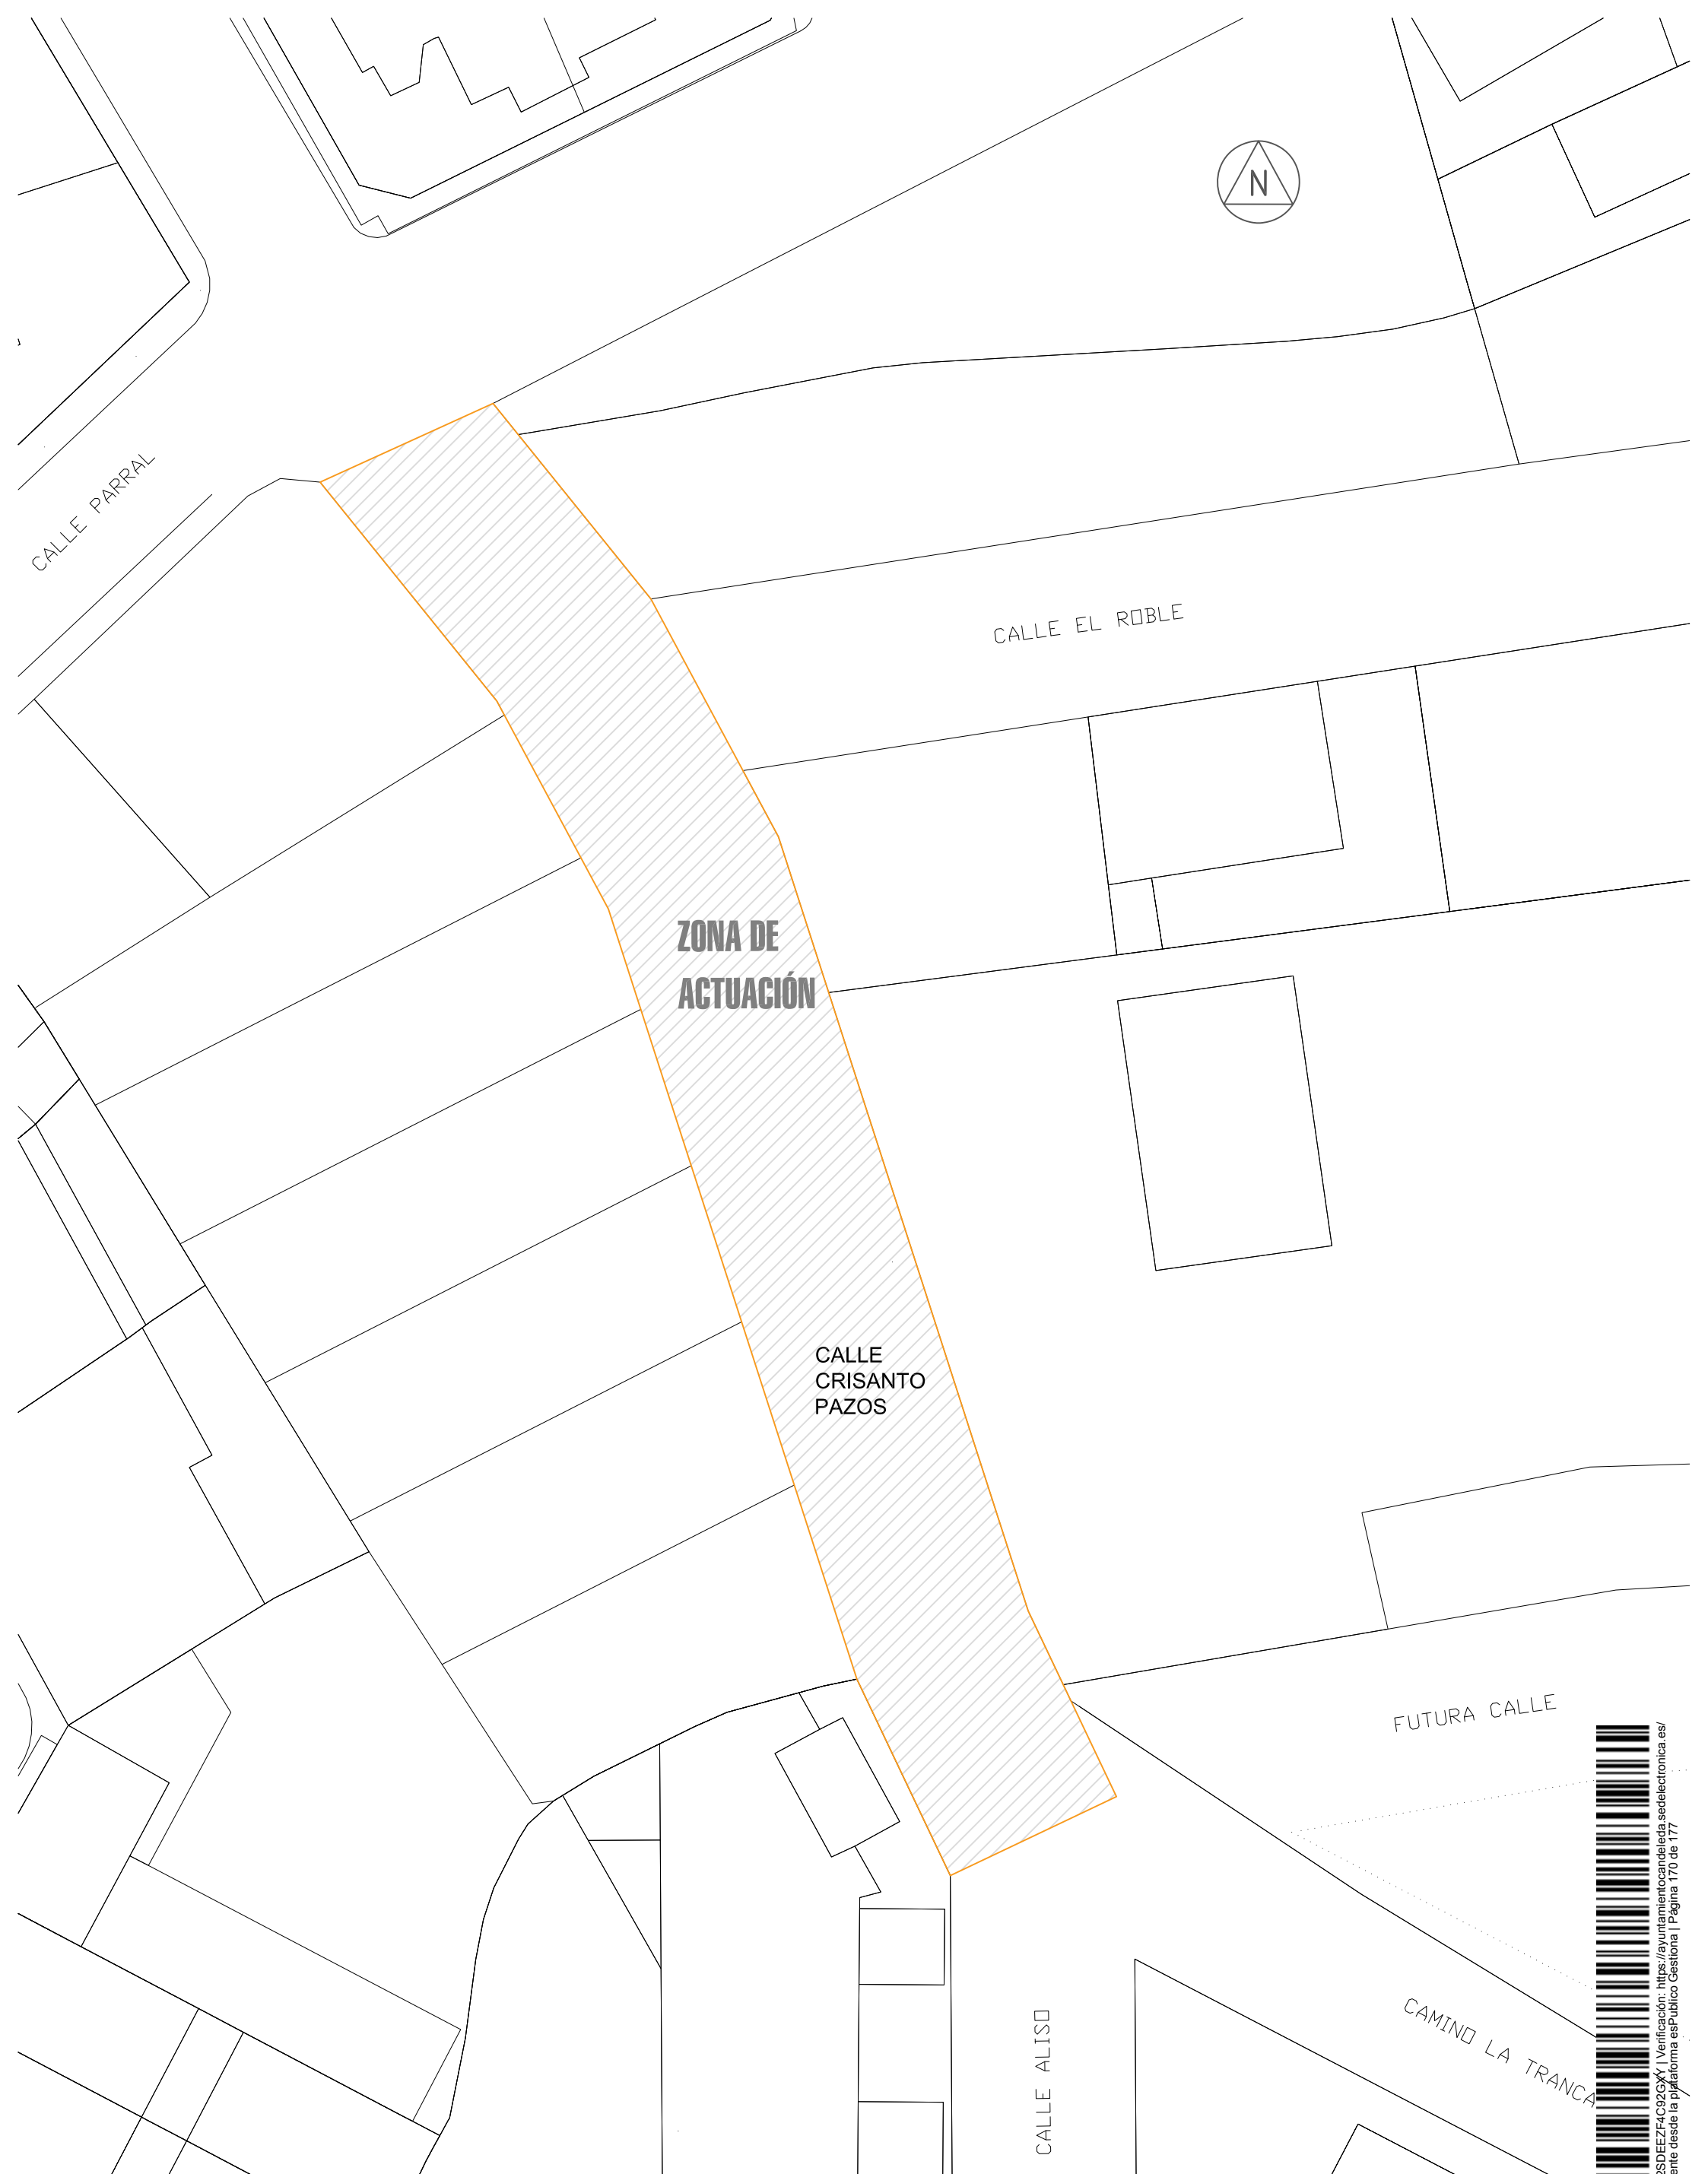 N
CALLE PARRAL
CALLE EL ROBLE
ZONA DE
ACTUACIÓN
CALLE
CRISANTO
PAZOS
FUTURA CALLE
CAMINO LA TRANCA
CALLE ALISO
SDEEZF4C92GXY | Verificación: https://ayuntamientocandeleda.sedelectronica.es/
desde la plataforma esPublico Gestiona | Página 170 de 177